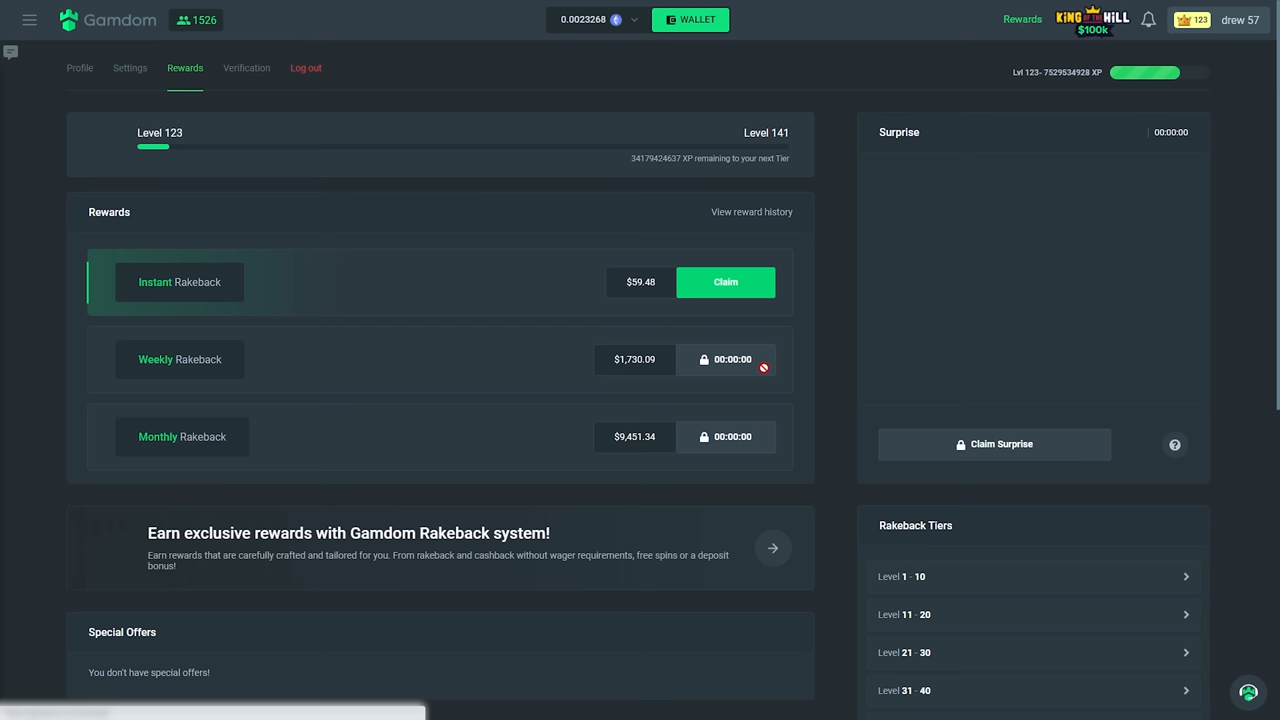 Gamdom
1526
0.0023268
WALLET
Rewards
KING OF THE HILL
$100k
123
drew 57
Profile
Settings
Rewards
Verification
Log out
Lvl 123- 7529534928 XP
Level 123
Level 141
34179424637 XP remaining to your next Tier
Surprise
00:00:00
Rewards
View reward history
Instant Rakeback
$59.48
Claim
Weekly Rakeback
$1,730.09
00:00:00
Monthly Rakeback
$9,451.34
00:00:00
Claim Surprise
?
Earn exclusive rewards with Gamdom Rakeback system!
Earn rewards that are carefully crafted and tailored for you. From rakeback and cashback without wager requirements, free spins or a deposit
bonus!
Rakeback Tiers
Level 1 - 10
Level 11 - 20
Level 21 - 30
Level 31 - 40
Special Offers
You don't have special offers!